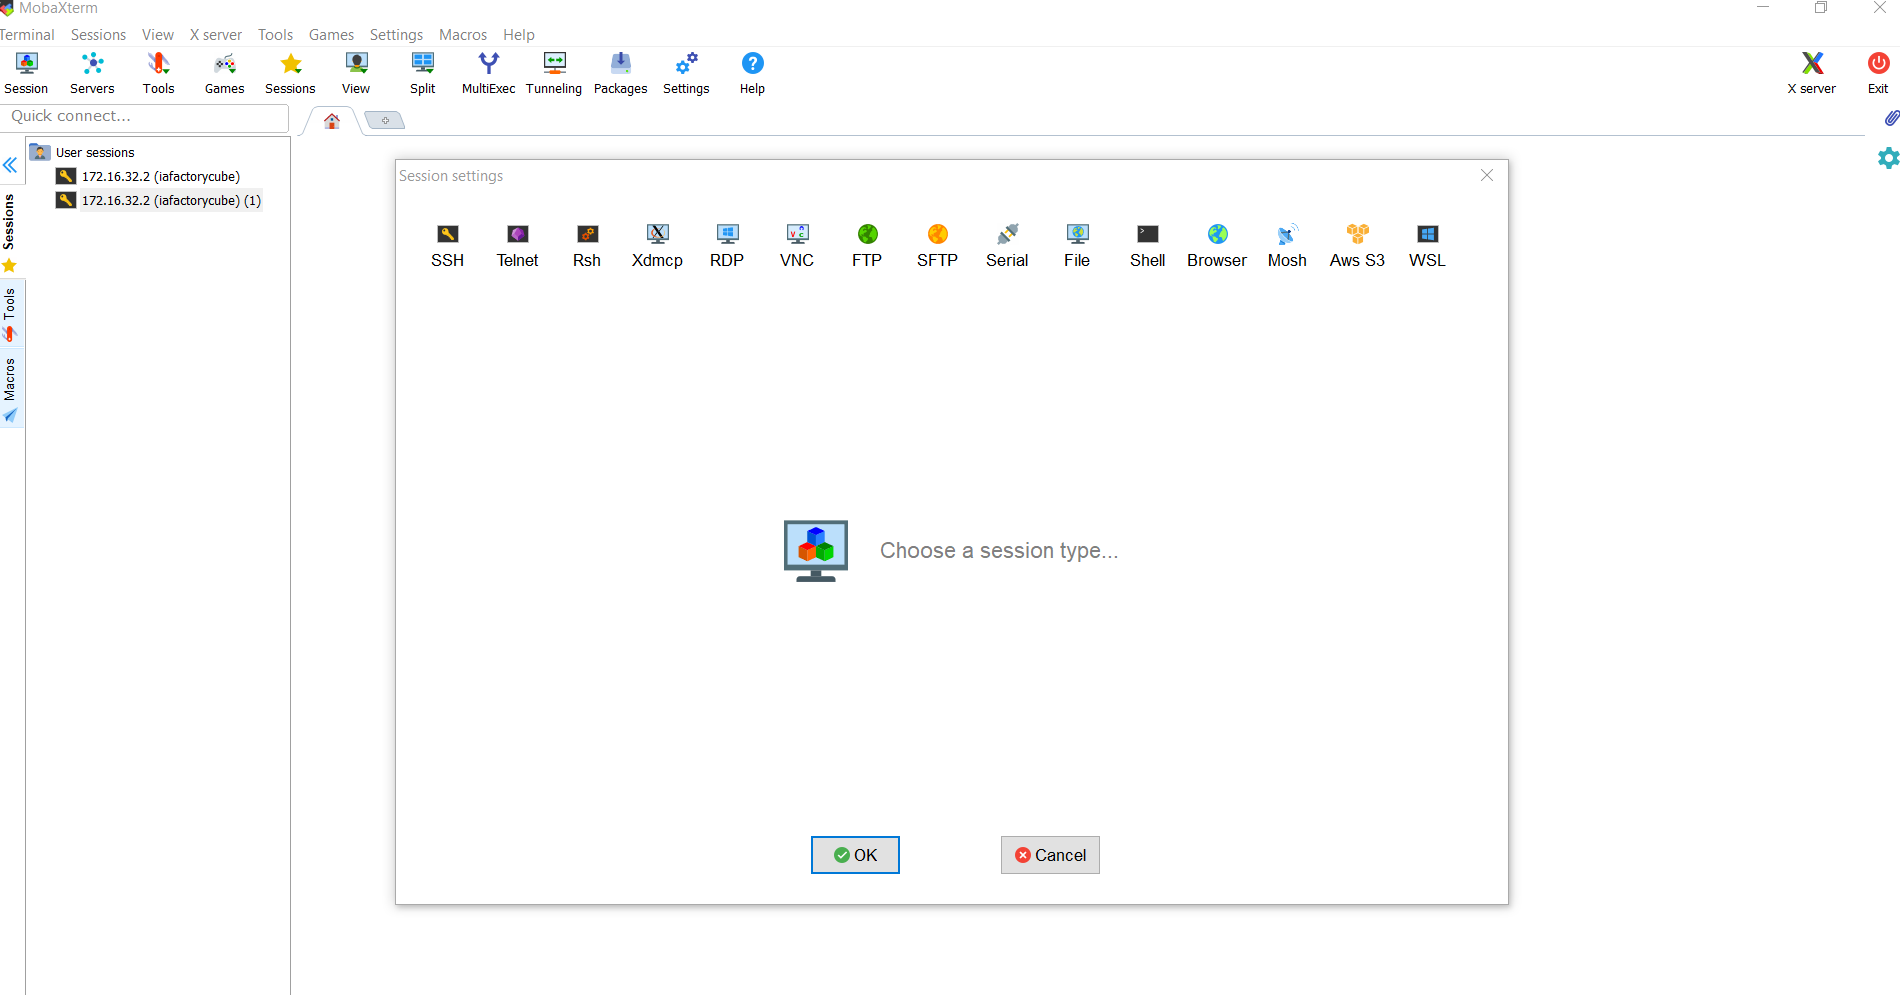 MobaXterm
Terminal Sessions View X server Tools Games Settings Macros Help
Session Servers Tools Games Sessions View Split MultiExec Tunneling Packages Settings Help X server Exit
Quick connect...
User sessions
172.16.32.2 (iafactorycube)
172.16.32.2 (iafactorycube) (1)
Sessions
Tools
Macros
Session settings
SSH Telnet Rsh Xdmcp RDP VNC FTP SFTP Serial File Shell Browser Mosh Aws S3 WSL
Choose a session type...
OK Cancel